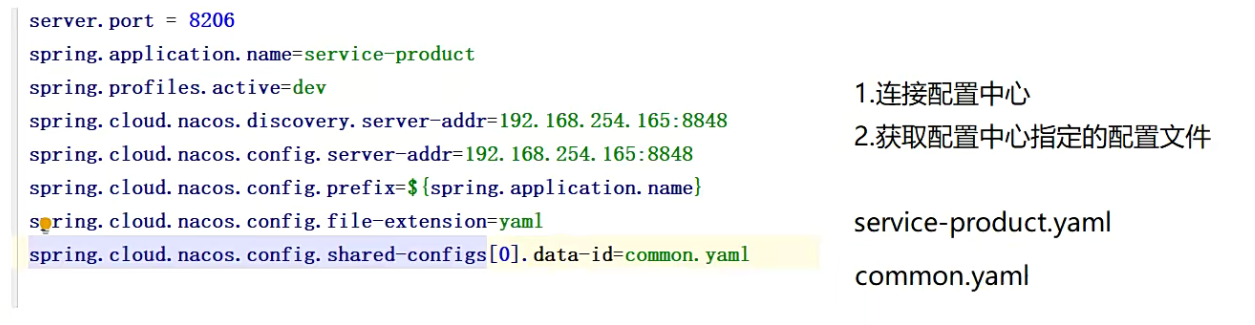 server.port = 8206
spring.application.name=service-product
spring.profiles.active=dev
spring.cloud.nacos.discovery.server-addr=192.168.254.165:8848
spring.cloud.nacos.config.server-addr=192.168.254.165:8848
spring.cloud.nacos.config.prefix=${spring.application.name}
spring.cloud.nacos.config.file-extension=yaml
spring.cloud.nacos.config.shared-configs[0].data-id=common.yaml
1.连接配置中心
2.获取配置中心指定的配置文件
service-product.yaml
common.yaml